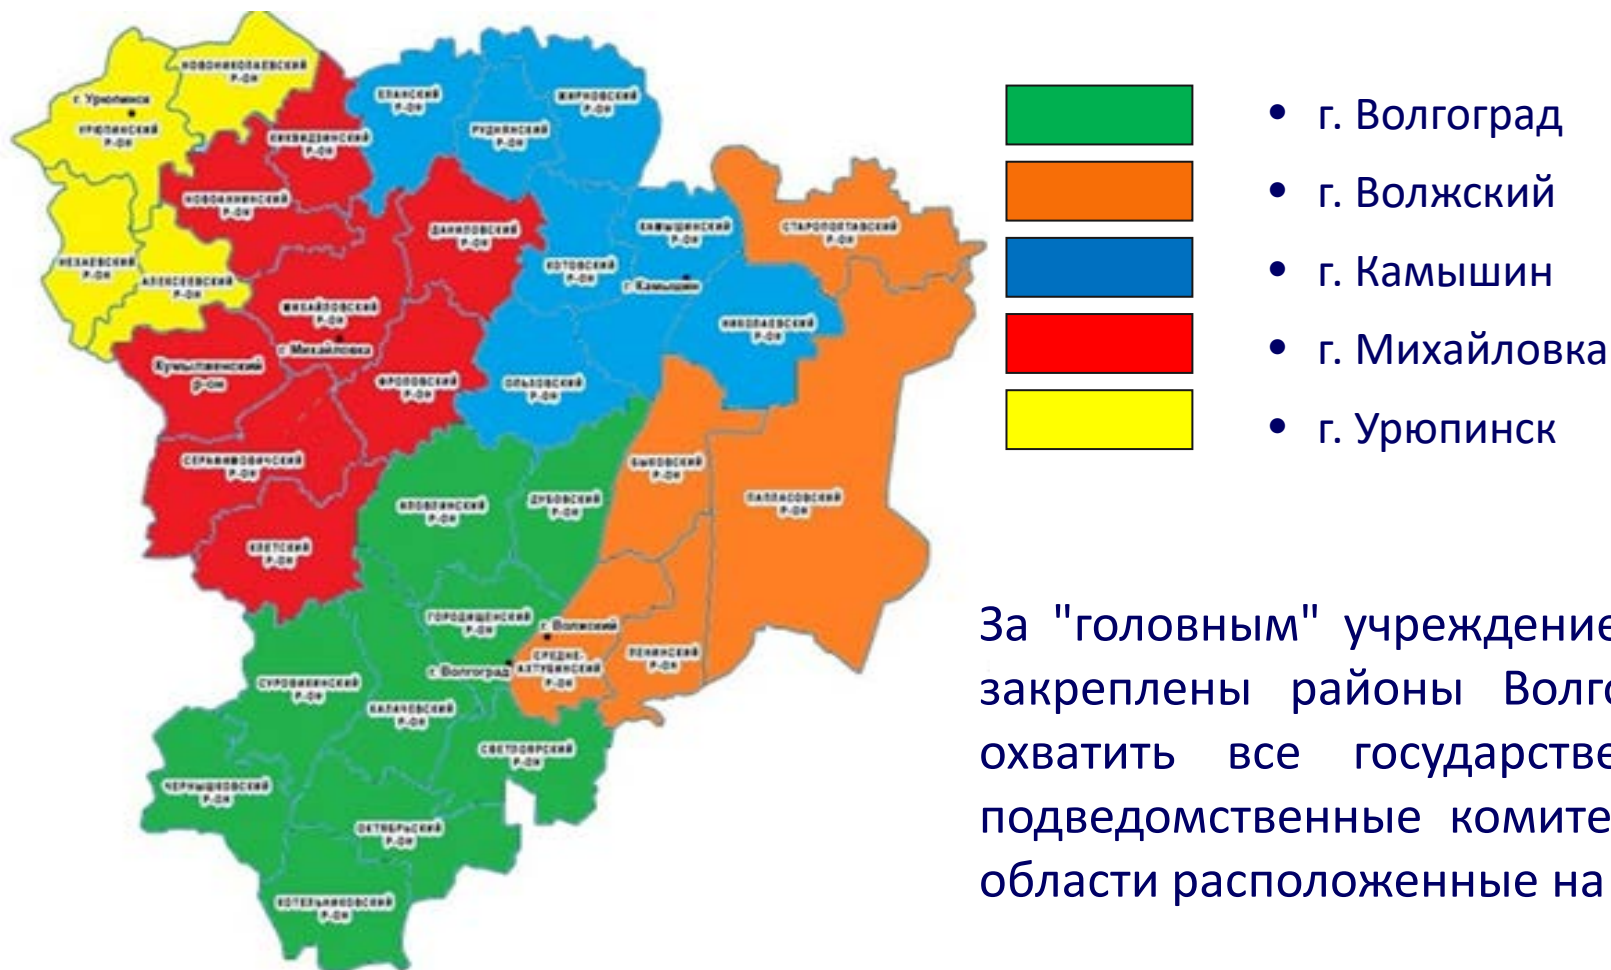 НОВОНИКОЛАЕВСКИЙ
Р-ОН
г. Урюпинск
УРЮПИНСКИЙ
Р-ОН
КИКВИДЗИНСКИЙ
Р-ОН
ЕЛАНСКИЙ
Р-ОН
РУДНЯНСКИЙ
Р-ОН
ЖИРНОВСКИЙ
Р-ОН
НОВОАННИНСКИЙ
Р-ОН
ДАНИЛОВСКИЙ
Р-ОН
КАМЫШИНСКИЙ
Р-ОН
СТАРОПОЛТАВСКИЙ
Р-ОН
НЕХАЕВСКИЙ
Р-ОН
АЛЕКСЕЕВСКИЙ
Р-ОН
КОТОВСКИЙ
Р-ОН
г. Камышин
МИХАЙЛОВСКИЙ
Р-ОН
г. Михайловка
НИКОЛАЕВСКИЙ
Р-ОН
Кумылженский
р-он
ФРОЛОВСКИЙ
Р-ОН
ОЛЬХОВСКИЙ
Р-ОН
СЕРАФИМОВИЧСКИЙ
Р-ОН
БЫКОВСКИЙ
Р-ОН
ИЛОВЛИНСКИЙ
Р-ОН
ДУБОВСКИЙ
Р-ОН
ПАЛЛАСОВСКИЙ
Р-ОН
КЛЕТСКИЙ
Р-ОН
ГОРОДИЩЕНСКИЙ
Р-ОН
г. Волжский
СРЕДНЕ-
АХТУБИНСКИЙ
Р-ОН
ЛЕНИНСКИЙ
Р-ОН
г. Волгоград
СУРОВИКИНСКИЙ
Р-ОН
КАЛАЧЕВСКИЙ
Р-ОН
СВЕТЛОЯРСКИЙ
Р-ОН
ЧЕРНЫШКОВСКИЙ
Р-ОН
ОКТЯБРЬСКИЙ
Р-ОН
КОТЕЛЬНИКОВСКИЙ
Р-ОН
• г. Волгоград
• г. Волжский
• г. Камышин
• г. Михайловка
• г. Урюпинск
За "головным" учреждение
закреплены районы Волго
охватить все государстве
подведомственные комите
области расположенные на